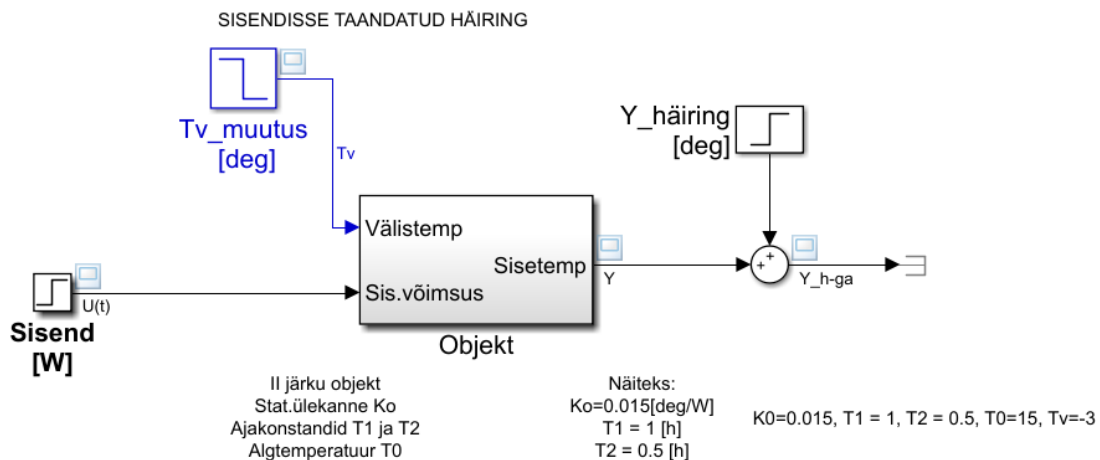 SISENDISSE TAANDATUD HÄIRING
Tv_muutus
[deg]
Tv
Y_häiring
[deg]
Välistemp
Sisetemp
Sis.võimsus
Objekt
Y
Y_h-ga
U(t)
Sisend
[W]
II järku objekt
Stat.ülekanne Ko
Ajakonstandid T1 ja T2
Algtemperatuur T0
Näiteks:
Ko=0.015[deg/W]
T1 = 1 [h]
T2 = 0.5 [h]
K0=0.015, T1 = 1, T2 = 0.5, T0=15, Tv=-3